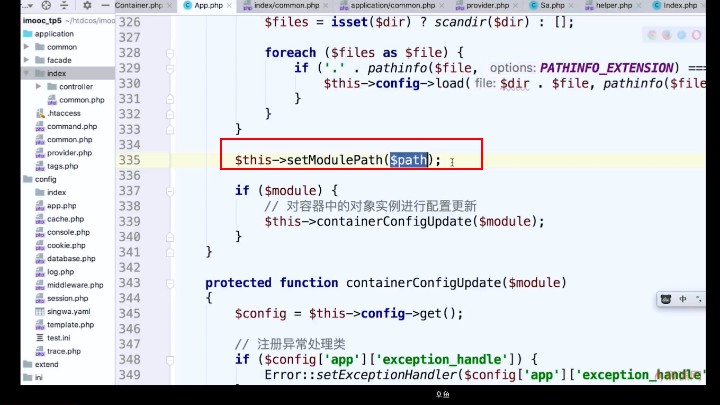 Container.php App.php index/common.php application/common.php provider.php Sa.php helper.php Index.php
imooc_tp5 ~/htdcos/imooc
application
common
facade
index
controller
common.php
.htaccess
command.php
common.php
provider.php
tags.php
config
index
app.php
cache.php
console.php
cookie.php
database.php
log.php
middleware.php
session.php
singwa.yaml
template.php
test.ini
trace.php
extend
ini
326 $files = isset($dir) ? scandir($dir) : [];
327
328 foreach ($files as $file) {
329 if ('.' . pathinfo($file, options: PATHINFO_EXTENSION) ===
330 $this->config->load( file: $dir . $file, pathinfo($file
331 }
332 }
333 }
334
335 $this->setModulePath($path);
336
337 if ($module) {
338 // 对容器中的对象实例进行配置更新
339 $this->containerConfigUpdate($module);
340 }
341 }
342
343 protected function containerConfigUpdate($module)
344 {
345 $config = $this->config->get();
346
347 // 注册异常处理类
348 if ($config['app']['exception_handle']) {
349 Error::setExceptionHandler($config['app']['exception_handle'
中